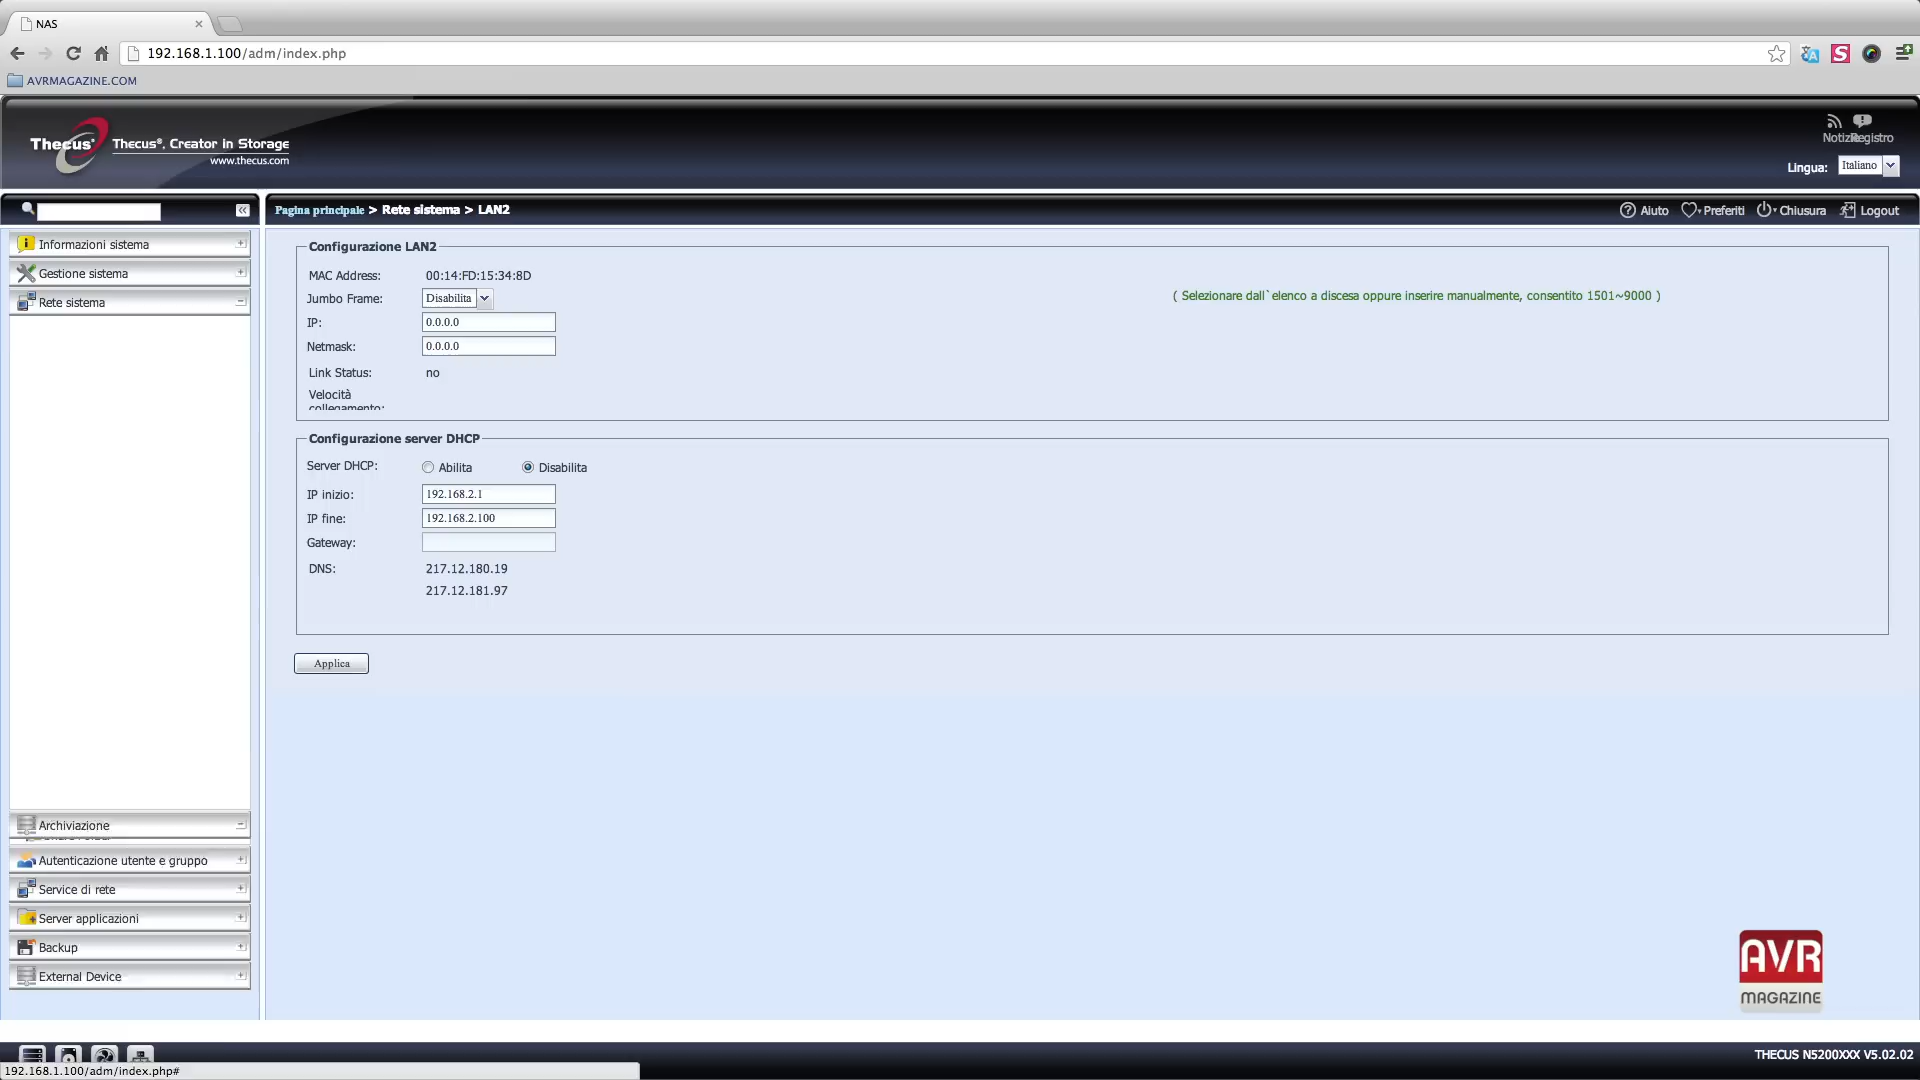 NAS
192.168.1.100/adm/index.php
AVRMAGAZINE.COM
Thecus® Thecus®, Creator in Storage
www.thecus.com
Notizie Registro
Lingua: Italiano
Pagina principale > Rete sistema > LAN2
Aiuto Preferiti Chiusura Logout
Informazioni sistema
Gestione sistema
Rete sistema
Archiviazione
Autenticazione utente e gruppo
Service di rete
Server applicazioni
Backup
External Device
Configurazione LAN2
MAC Address: 00:14:FD:15:34:8D
Jumbo Frame: Disabilita ( Selezionare dall`elenco a discesa oppure inserire manualmente, consentito 1501~9000 )
IP: 0.0.0.0
Netmask: 0.0.0.0
Link Status: no
Velocità
collegamento:
Configurazione server DHCP
Server DHCP: Abilita Disabilita
IP inizio: 192.168.2.1
IP fine: 192.168.2.100
Gateway:
DNS: 217.12.180.19
217.12.181.97
Applica
AVR
MAGAZINE
THECUS N5200XXX V5.02.02
192.168.1.100/adm/index.php#